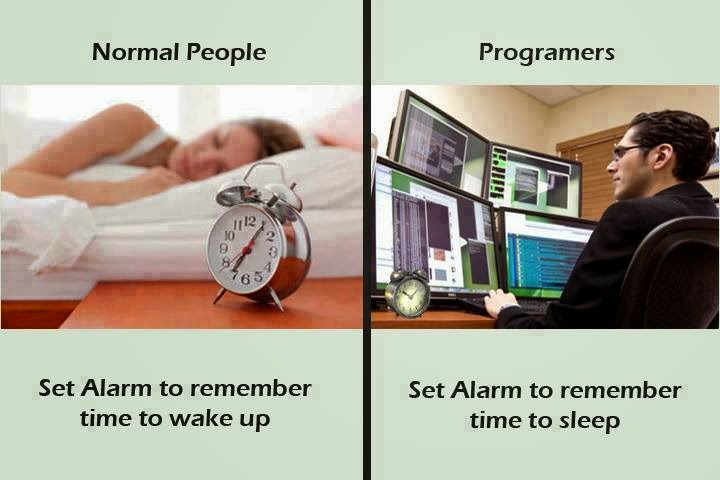 Normal People
Set Alarm to remember
time to wake up
Programers
Set Alarm to remember
time to sleep